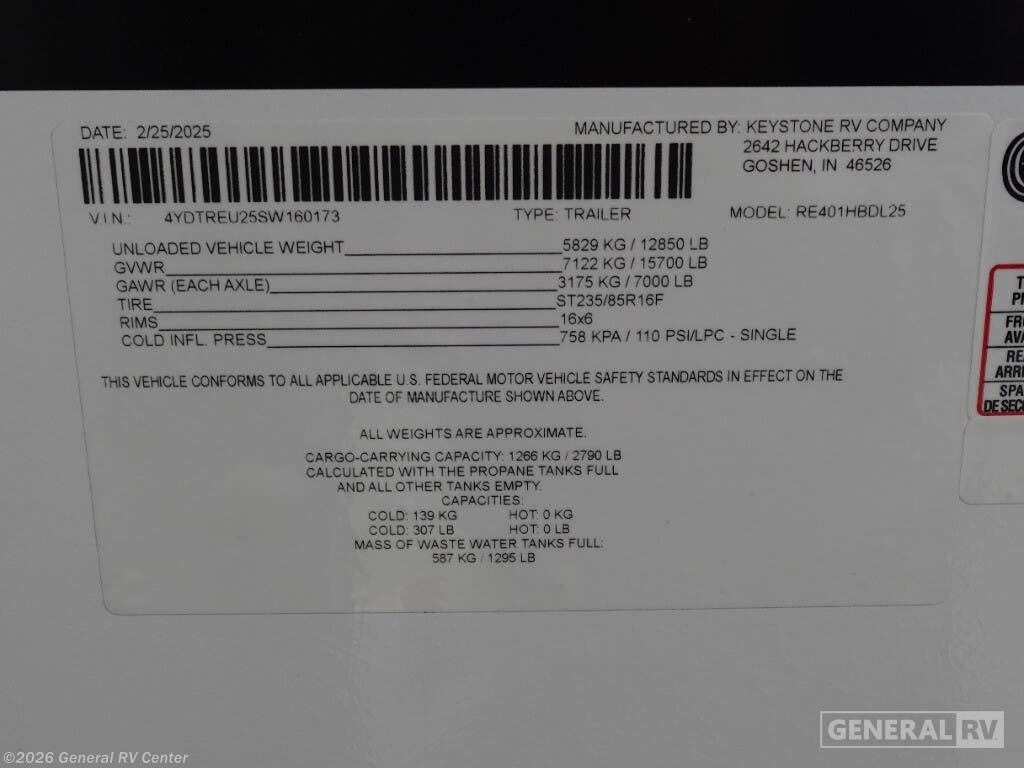 DATE: 2/25/2025
MANUFACTURED BY: KEYSTONE RV COMPANY
2642 HACKBERRY DRIVE
GOSHEN, IN 46526
V.I.N.: 4YDTREU25SW160173 TYPE: TRAILER MODEL: RE401HBDL25
UNLOADED VEHICLE WEIGHT 5829 KG / 12850 LB
GVWR 7122 KG / 15700 LB
GAWR (EACH AXLE) 3175 KG / 7000 LB
TIRE ST235/85R16F
RIMS 16x6
COLD INFL. PRESS 758 KPA / 110 PSI/LPC - SINGLE
THIS VEHICLE CONFORMS TO ALL APPLICABLE U.S. FEDERAL MOTOR VEHICLE SAFETY STANDARDS IN EFFECT ON THE
DATE OF MANUFACTURE SHOWN ABOVE.
ALL WEIGHTS ARE APPROXIMATE.
CARGO-CARRYING CAPACITY: 1266 KG / 2790 LB
CALCULATED WITH THE PROPANE TANKS FULL
AND ALL OTHER TANKS EMPTY.
CAPACITIES:
COLD: 139 KG HOT: 0 KG
COLD: 307 LB HOT: 0 LB
MASS OF WASTE WATER TANKS FULL:
587 KG / 1295 LB
GENERAL RV
©2026 General RV Center